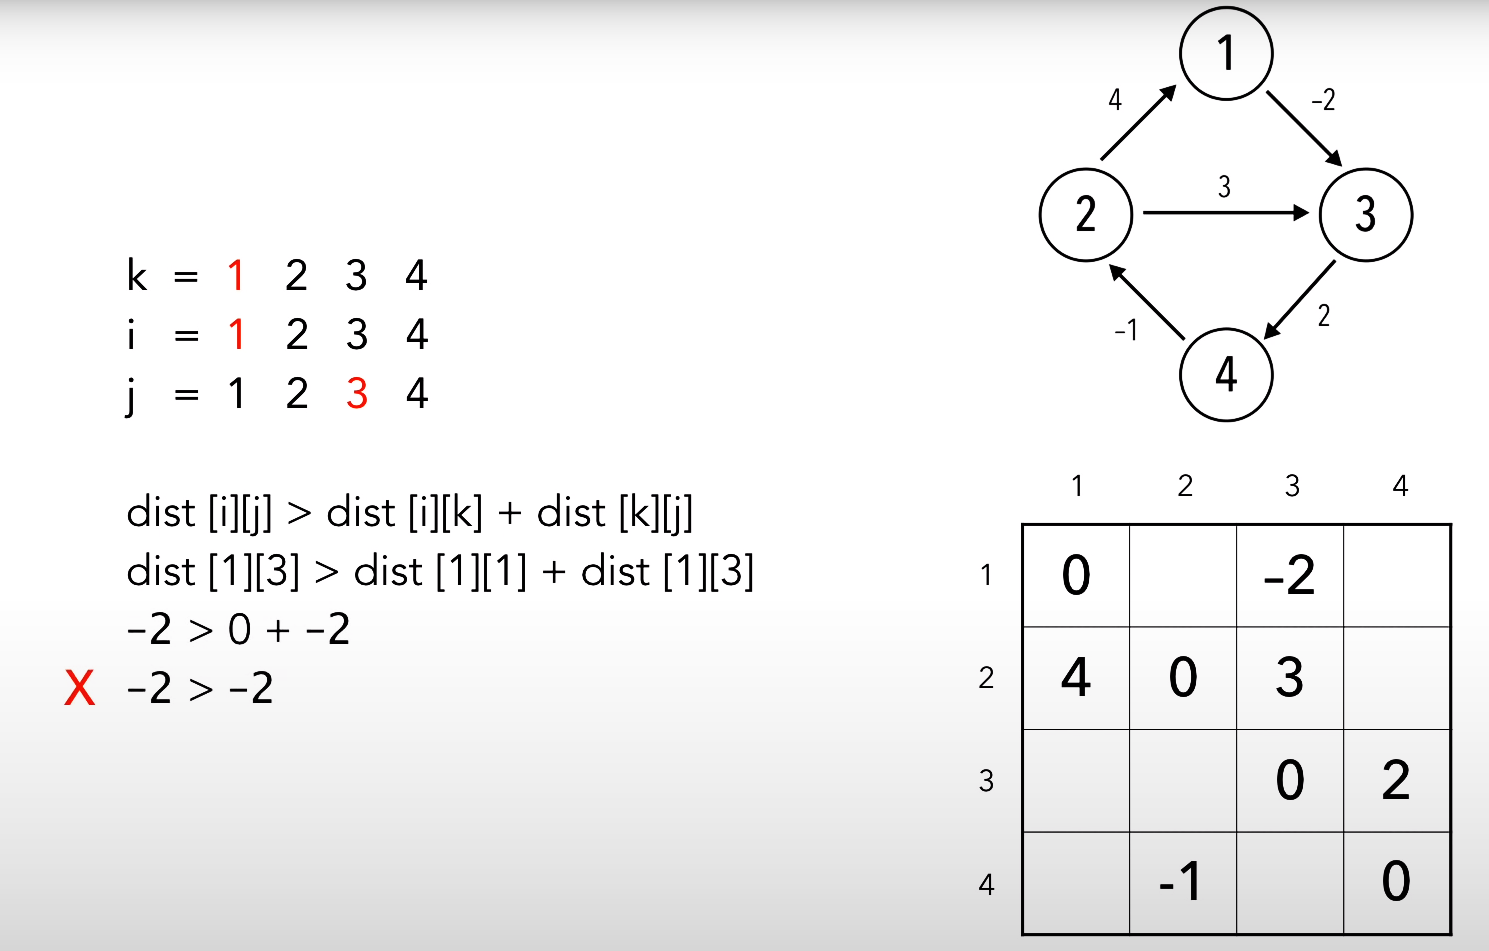 k = 1 2 3 4
i = 1 2 3 4
j = 1 2 3 4
dist [i][j] > dist [i][k] + dist [k][j]
dist [1][3] > dist [1][1] + dist [1][3]
−2 > 0 + −2
X −2 > −2
1
4
−2
3
2
3
−1
2
4
1 2 3 4
1 0 −2
2 4 0 3
3 0 2
4 -1 0